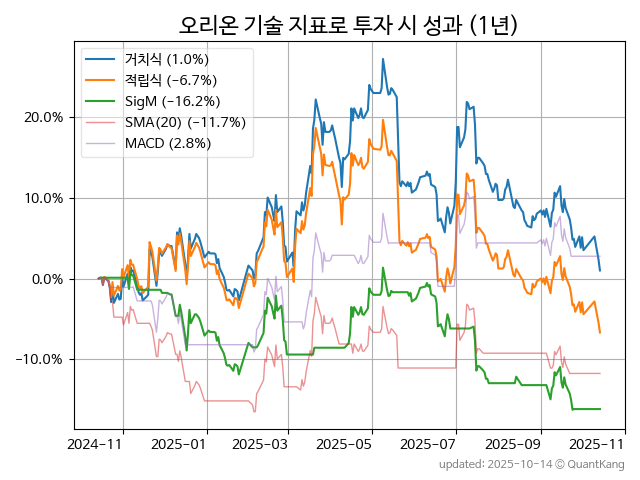 오리온 기술 지표로 투자 시 성과 (1년)
거치식 (1.0%)
적립식 (-6.7%)
SigM (-16.2%)
SMA(20) (-11.7%)
MACD (2.8%)
20.0%
10.0%
0.0%
-10.0%
2024-11 2025-01 2025-03 2025-05 2025-07 2025-09 2025-11
updated: 2025-10-14 © QuantKang